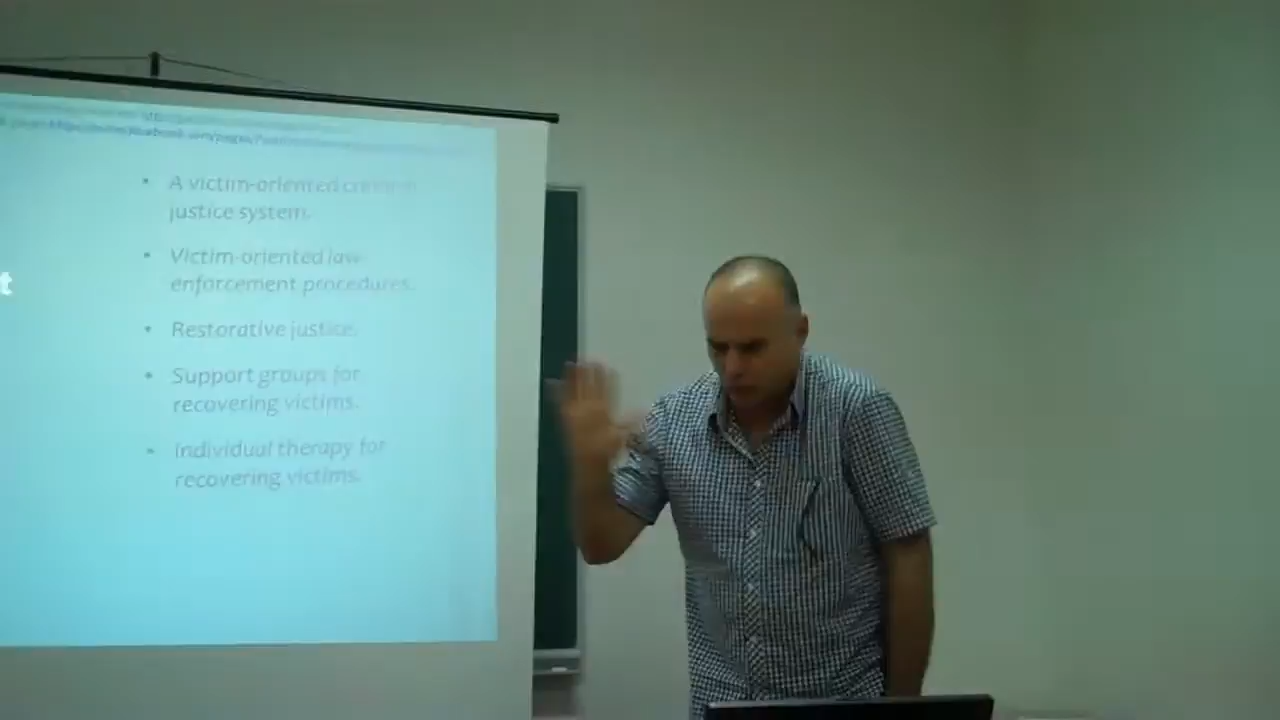 A victim-oriented
justice system.
Victim-oriented law
enforcement procedures.
Restorative justice.
Support groups for
recovering victims.
Individual therapy for
recovering victims.
t